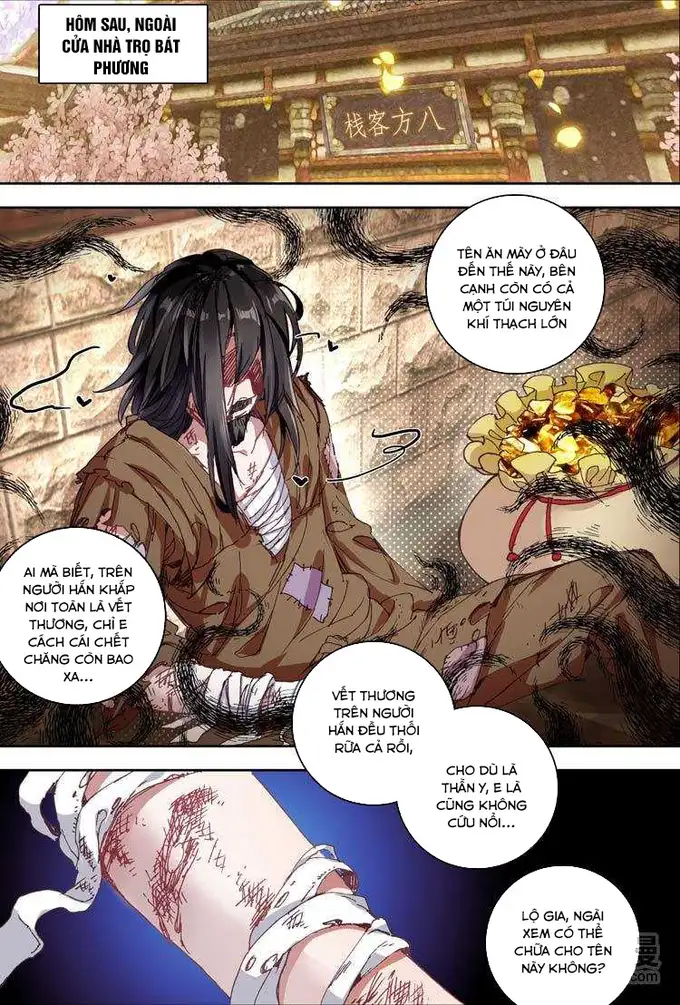 HÔM SAU, NGOÀI
CỬA NHÀ TRỌ BÁT
PHƯƠNG
栈客方八
TÊN ĂN MÀY Ở ĐÂU
ĐẾN THẾ NÀY, BÊN
CẠNH CÒN CÓ CẢ
MỘT TÚI NGUYÊN
KHÍ THẠCH LỚN
AI MÀ BIẾT, TRÊN
NGƯỜI HẮN KHẮP
NƠI TOÀN LÀ VẾT
THƯƠNG, CHỈ E
CÁCH CÁI CHẾT
CHẲNG CÒN BAO
XA...
VẾT THƯƠNG
TRÊN NGƯỜI
HẮN ĐỀU THỐI
RỮA CẢ RỒI,
CHO DÙ LÀ
THẦN Y, E LÀ
CŨNG KHÔNG
CỨU NỔI...
LỘ GIA, NGÀI
XEM CÓ THỂ
CHỮA CHO TÊN
NÀY KHÔNG?